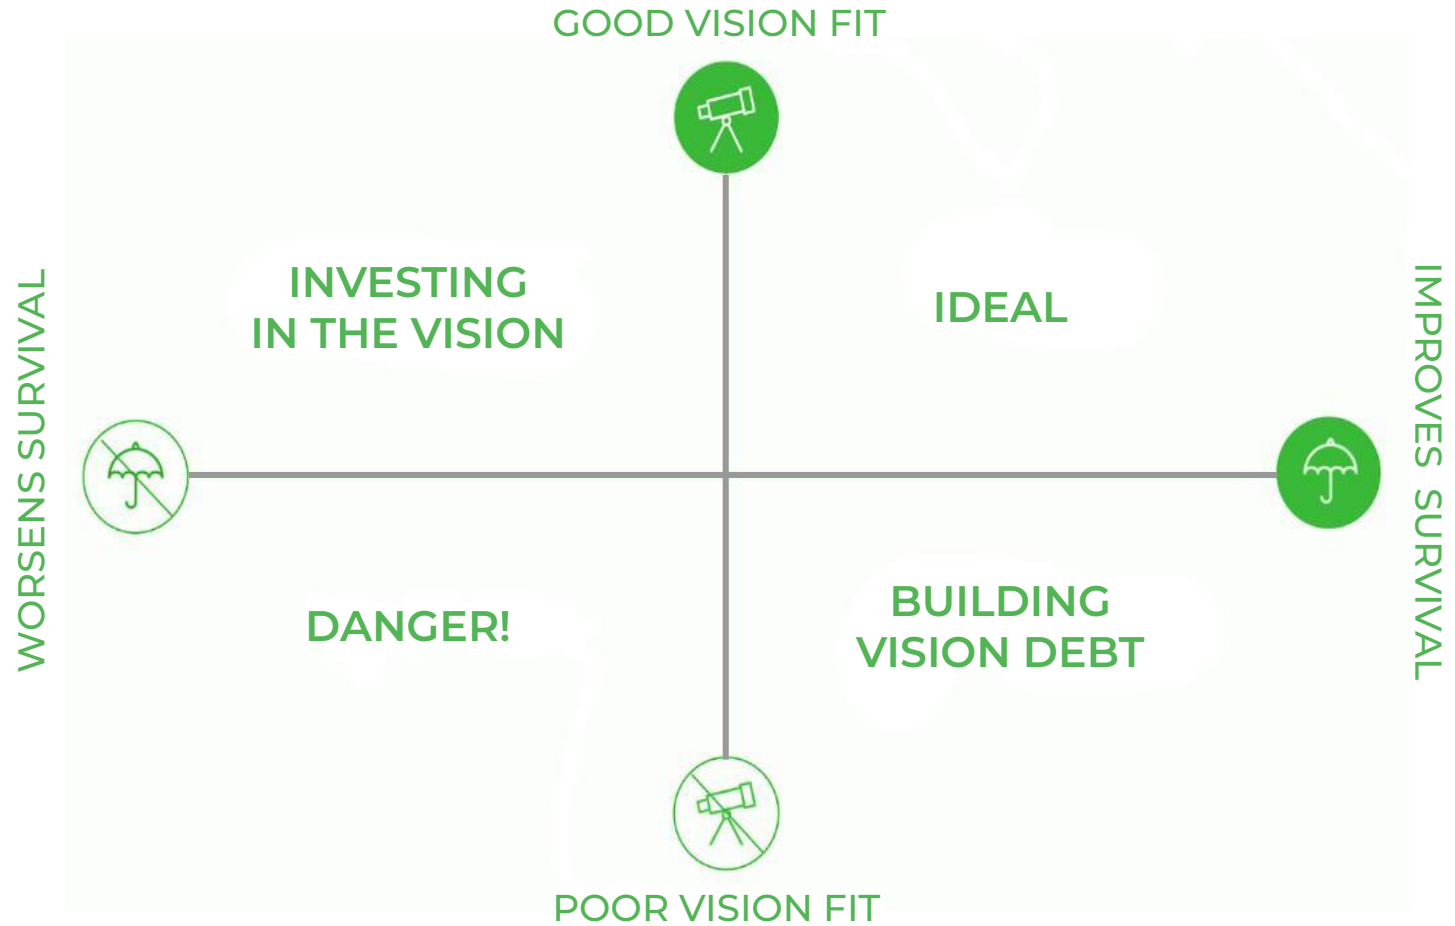 GOOD VISION FIT
INVESTING
IN THE VISION
IDEAL
WORSENS SURVIVAL
IMPROVES SURVIVAL
DANGER!
BUILDING
VISION DEBT
POOR VISION FIT